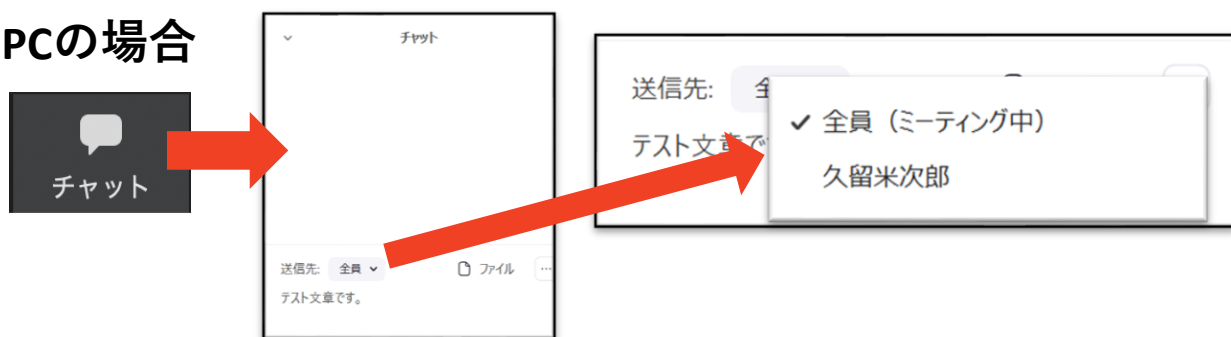 PCの場合
チャット
チャット
送信先: 全員
ファイル
テスト文章です。
送信先: 全
全員（ミーティング中）
久留米次郎
テスト文章で